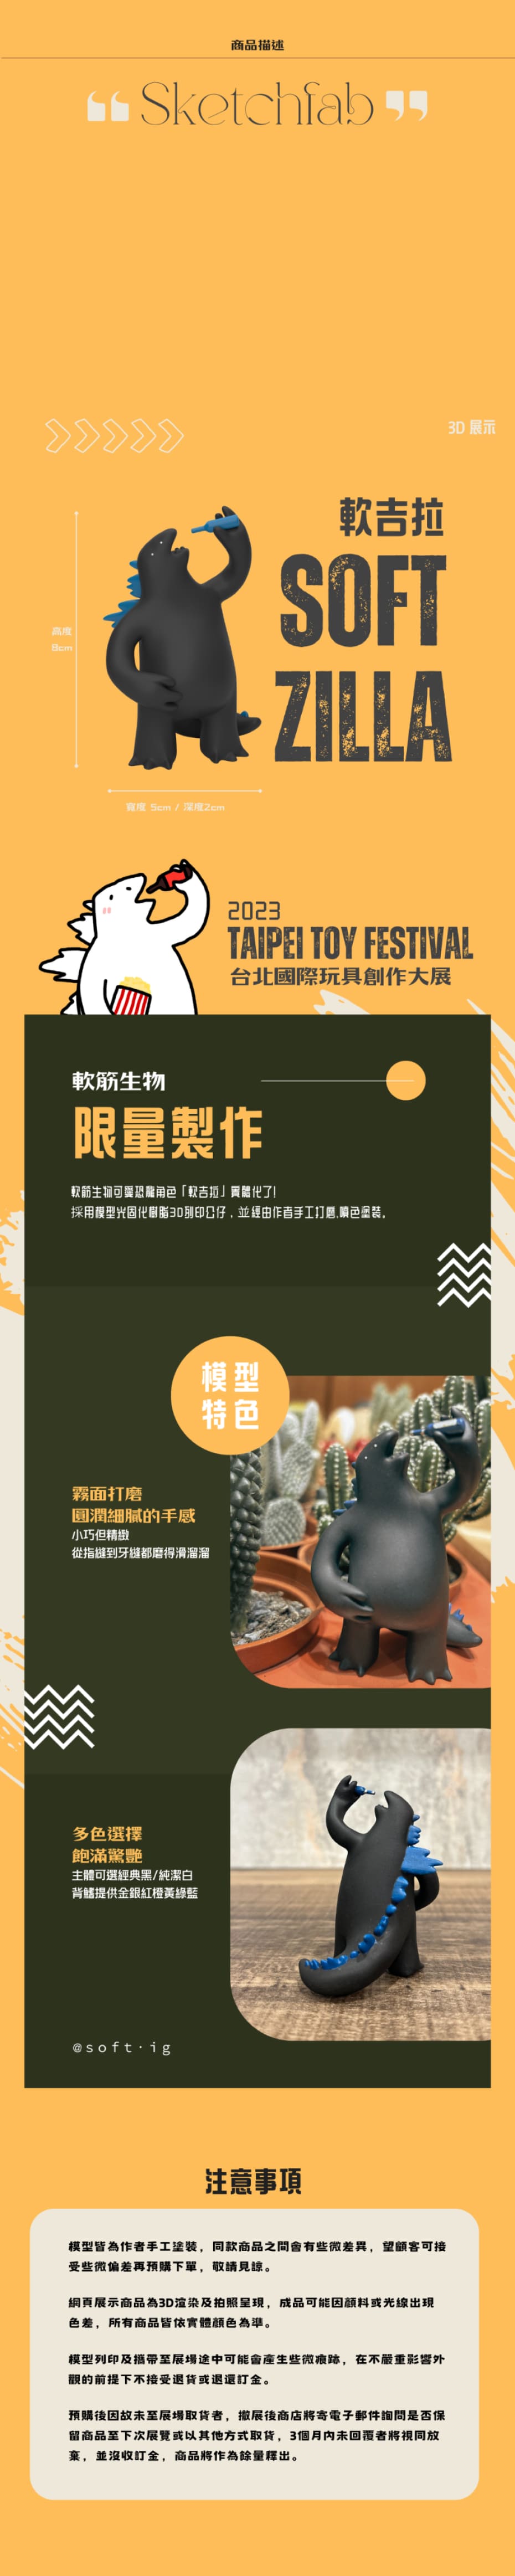 商品描述
“ Sketchfab ”
3D 展示
軟吉拉
SOFT
ZILLA
高度
8cm
寬度 5cm / 深度2cm
2023
TAIPEI TOY FESTIVAL
台北國際玩具創作大展
軟筋生物
限量製作
軟筋生物可愛恐龍角色「軟吉拉」實體化了!
採用模型光固化樹脂3D列印公仔，並經由作者手工打磨,噴色塗裝。
模型
特色
霧面打磨
圓潤細膩的手感
小巧但精緻
從指縫到牙縫都磨得滑溜溜
多色選擇
飽滿驚艷
主體可選經典黑/純潔白
背鰭提供金銀紅橙黃綠藍
@soft·ig
注意事項
模型皆為作者手工塗裝，同款商品之間會有些微差異，望顧客可接
受些微偏差再預購下單，敬請見諒。
網頁展示商品為3D渲染及拍照呈現，成品可能因顏料或光線出現
色差，所有商品皆依實體顏色為準。
模型列印及攜帶至展場途中可能會產生些微痕跡，在不嚴重影響外
觀的前提下不接受退貨或退還訂金。
預購後因故未至展場取貨者，撤展後商店將寄電子郵件詢問是否保
留商品至下次展覽或以其他方式取貨，3個月內未回覆者將視同放
棄，並沒收訂金，商品將作為餘量釋出。